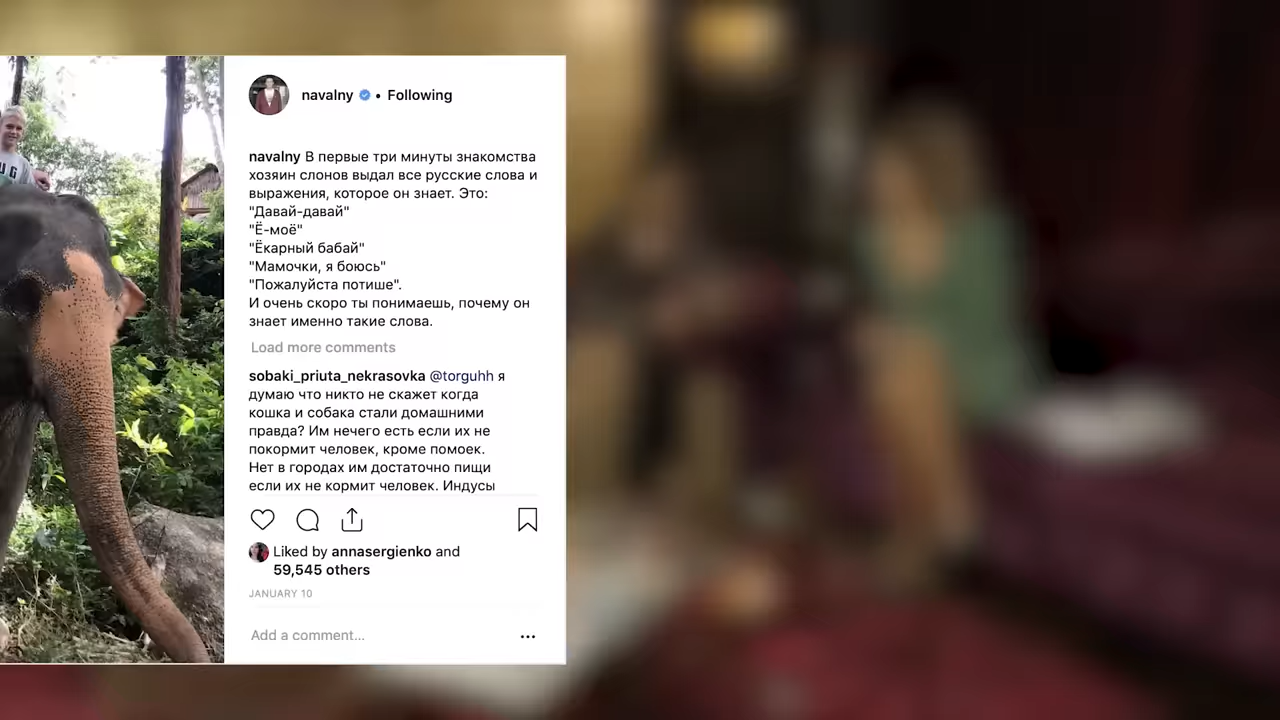 navalny • Following
navalny В первые три минуты знакомства
хозяин слонов выдал все русские слова и
выражения, которое он знает. Это:
"Давай-давай"
"Ё-моё"
"Ёкарный бабай"
"Мамочки, я боюсь"
"Пожалуйста потише".
И очень скоро ты понимаешь, почему он
знает именно такие слова.
Load more comments
sobaki_priuta_nekrasovka @torguhh я
думаю что никто не скажет когда
кошка и собака стали домашними
правда? Им нечего есть если их не
покормит человек, кроме помоек.
Нет в городах им достаточно пищи
если их не кормит человек. Индусы
Liked by annasergienko and
59,545 others
JANUARY 10
Add a comment...
UG